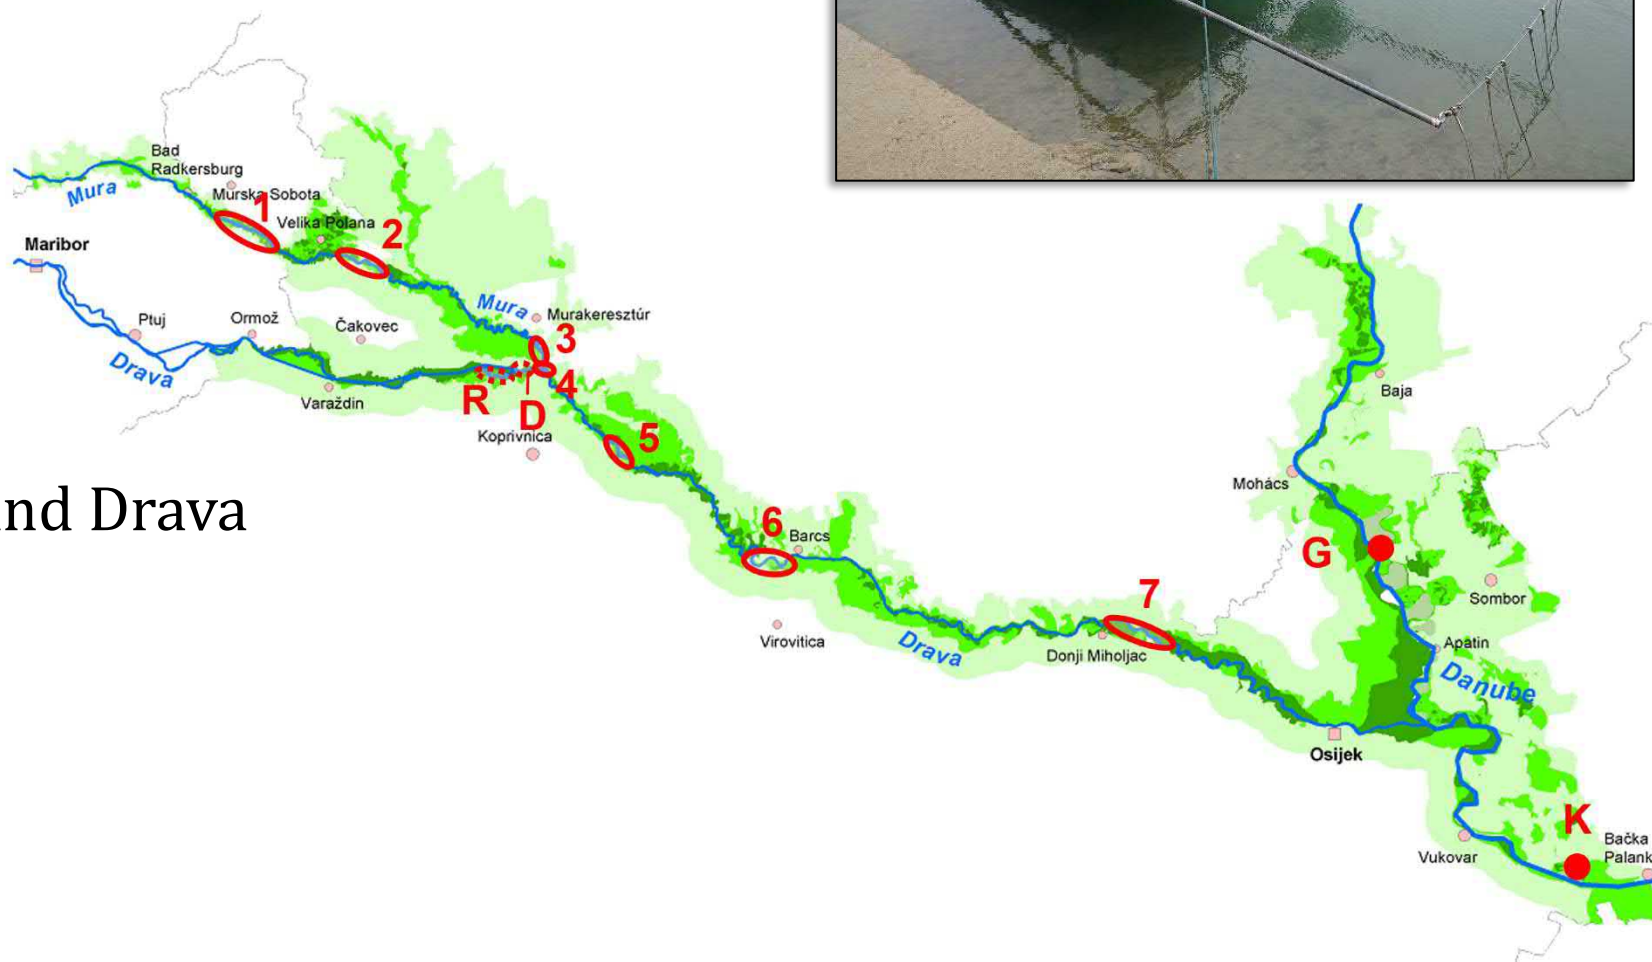 Bad
Radkersburg
Mura
Murska Sobota
1
Velika Polana
2
Maribor
Mura
Murakeresztúr
Ptuj
Ormož
Čakovec
3
Drava
4
Varaždin
R
D
Koprivnica
5
Baja
Mohács
nd Drava
6
Barcs
G
Sombor
7
Virovitica
Drava
Donji Miholjac
Apatin
Danube
Osijek
K
Bačka
Palank
Vukovar